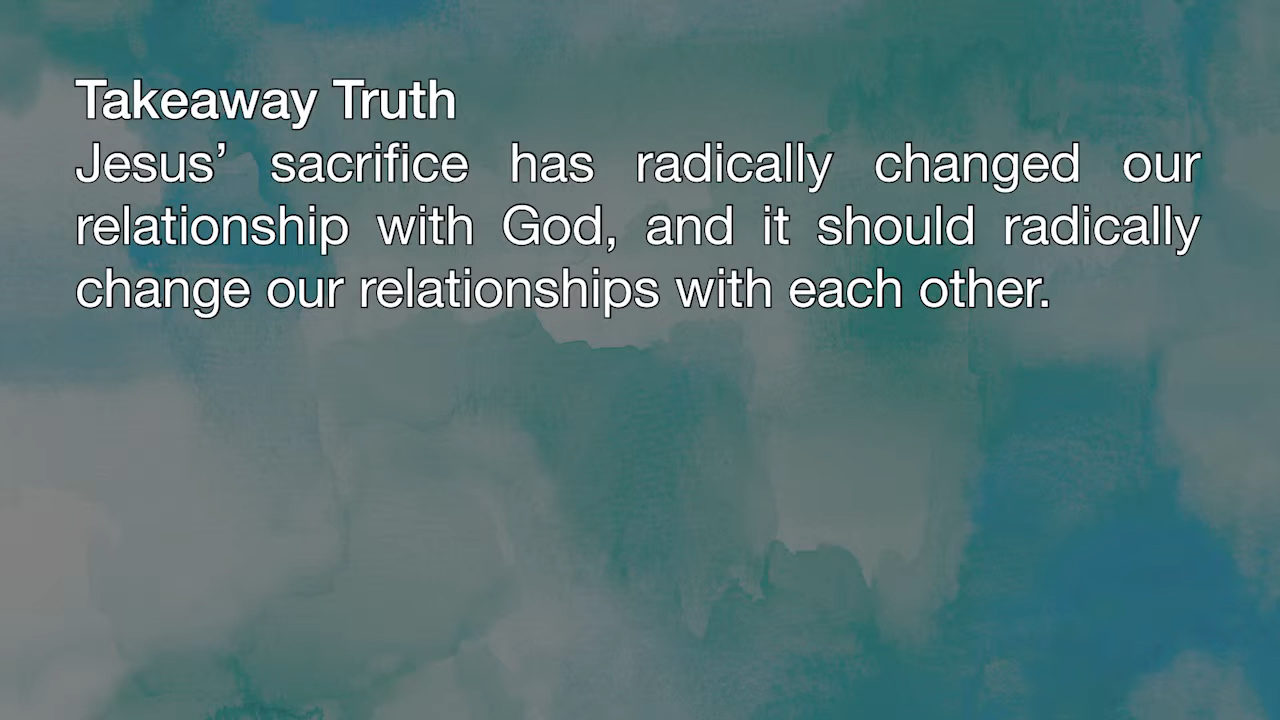 Takeaway Truth
Jesus’ sacrifice has radically changed our
relationship with God, and it should radically
change our relationships with each other.